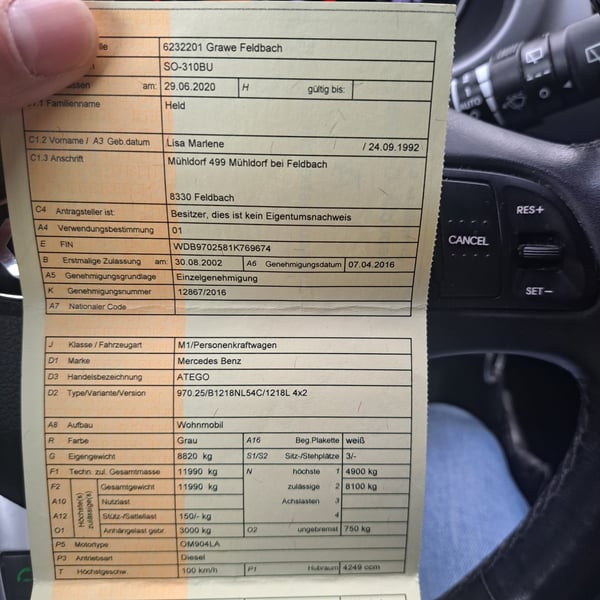 lle 6232201 Grawe Feldbach
SO-310BU
am: 29.06.2020 H gültig bis:
.1 Familienname Heid
C1.2 Vorname / A3 Geb.datum Lisa Marlene / 24.09.1992
C1.3 Anschrift Mühldorf 499 Mühldorf bei Feldbach
8330 Feldbach
C4 Antragsteller ist: Besitzer, dies ist kein Eigentumsnachweis
A4 Verwendungsbestimmung 01
E FIN WDB9702581K769674
B Erstmalige Zulassung am: 30.08.2002 A6 Genehmigungsdatum 07.04.2016
A5 Genehmigungsgrundlage Einzelgenehmigung
K Genehmigungsnummer 12867/2016
A7 Nationaler Code
J Klasse / Fahrzeugart M1/Personenkraftwagen
D1 Marke Mercedes Benz
D3 Handelsbezeichnung ATEGO
D2 Type/Variante/Version 970.25/B1218NL54C/1218L 4x2
A8 Aufbau Wohnmobil
R Farbe Grau A16 Beg.Plakette weiß
G Eigengewicht 8820 kg S1/S2 Sitz-/Stehplätze 3/-
F1 Techn. zul. Gesamtmasse 11990 kg N höchste 1 4900 kg
F2 Höchste(s) zulässige(s) Gesamtgewicht 11990 kg zulässige 2 8100 kg
A10 Nutzlast Achslasten 3
A12 Stütz-/Sattellast 150/- kg 4
O1 Anhängelast gebr. 3000 kg O2 ungebremst 750 kg
P5 Motortype OM904LA
P3 Antriebsart Diesel
T Höchstgeschw. 100 km/h P1 Hubraum 4249 ccm
AUTO
RES+
CANCEL
SET−